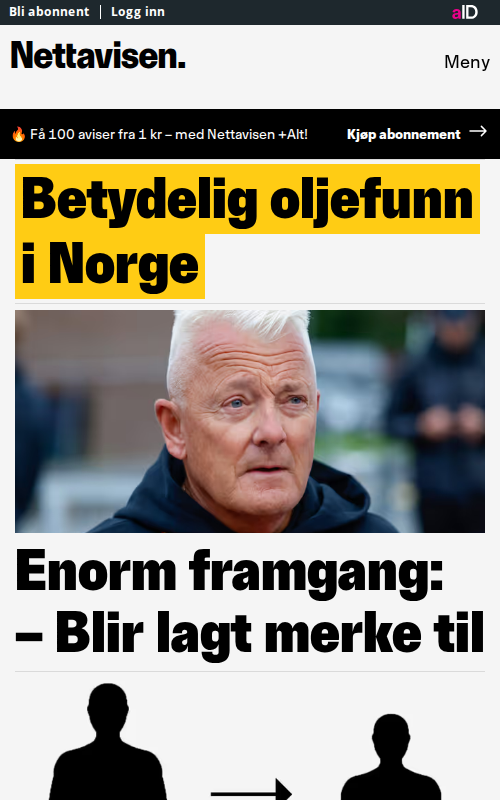 Bli abonnent | Logg inn
aID
Nettavisen.
Meny
🔥 Få 100 aviser fra 1 kr – med Nettavisen +Alt!
Kjøp abonnement →
Betydelig oljefunn
i Norge
Enorm framgang:
– Blir lagt merke til